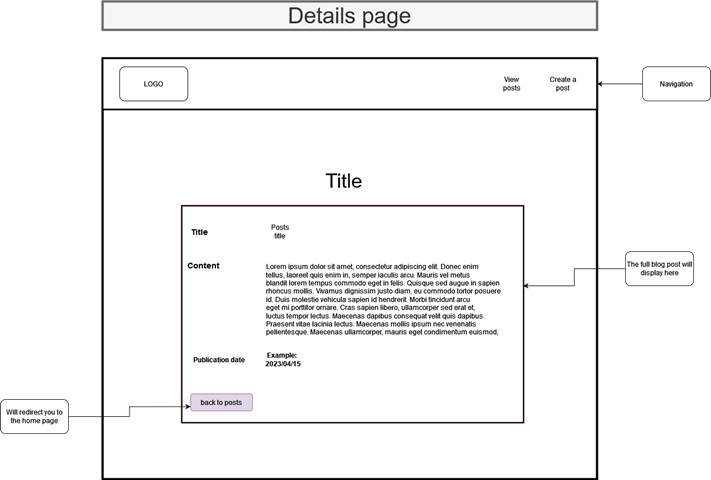 Details page
LOGO
View
posts
Create a
post
Navigation
Title
Title
Posts
title
Content
Lorem ipsum dolor sit amet, consectetur adipiscing elit. Donec enim
tellus, laoreet quis enim in, semper iaculis arcu. Mauris vel metus
blandit lorem tempus commodo eget in felis. Quisque sed augue in sapien
rhoncus mollis. Vivamus dignissim justo diam, eu commodo tortor posuere
id. Duis molestie vehicula sapien id hendrerit. Morbi tincidunt arcu
eget mi porttitor ornare. Cras sapien libero, ullamcorper sed erat et,
luctus tempor lectus. Maecenas dapibus consequat velit quis dapibus.
Praesent vitae lacinia lectus. Maecenas mollis ipsum nec venenatis
pellentesque. Maecenas ullamcorper, mauris eget condimentum euismod,
The full blog post will
display here
Publication date
Example:
2023/04/15
back to posts
Will redirect you to
the home page